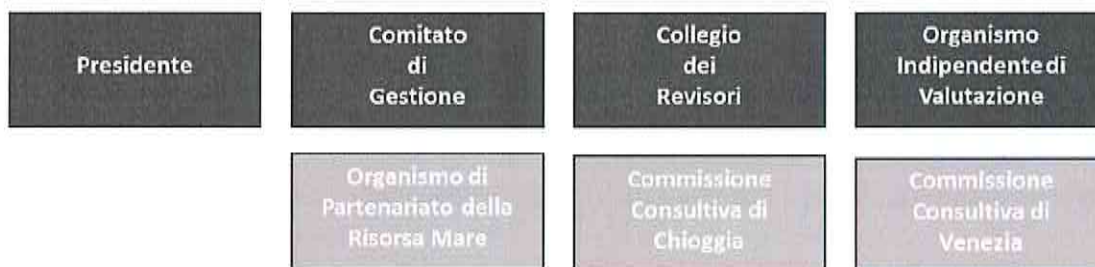 Presidente
Comitato
di
Gestione
Collegio
dei
Revisori
Organismo
Indipendente di
Valutazione
Organismo di
Partenariato della
Risorsa Mare
Commissione
Consultiva di
Chioggia
Commissione
Consultiva di
Venezia